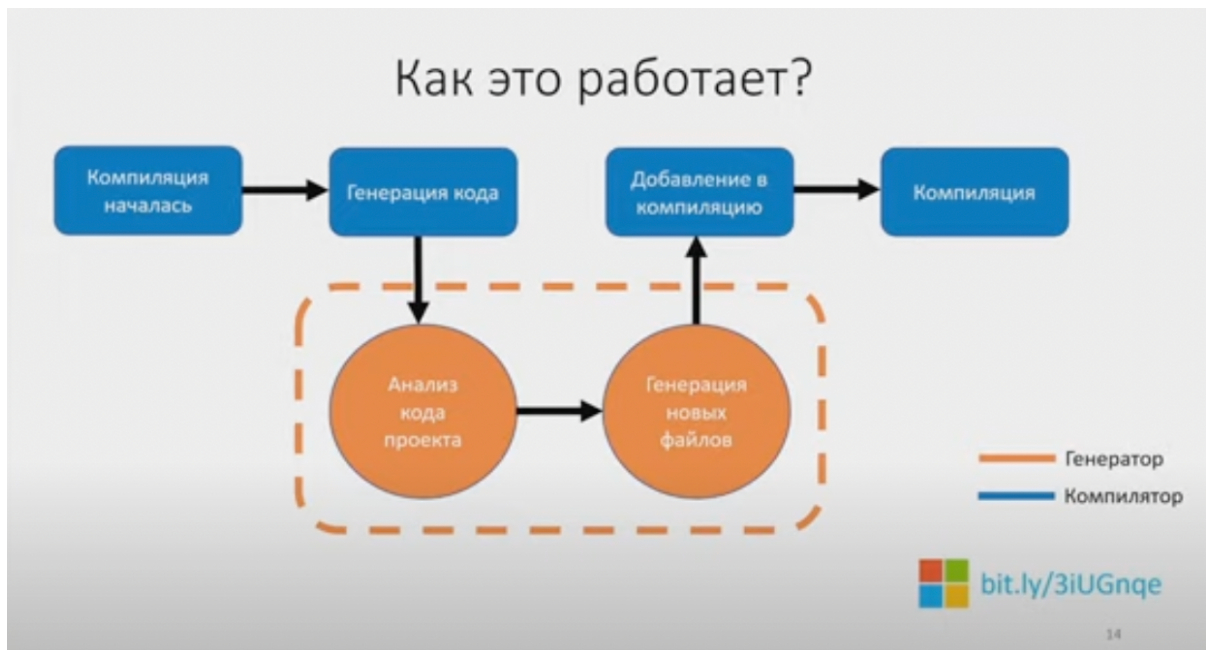 Как это работает?
Компиляция
началась
Генерация кода
Добавление в
компиляцию
Компиляция
Анализ
кода
проекта
Генерация
новых
файлов
Генератор
Компилятор
bit.ly/3iUGnqe
14